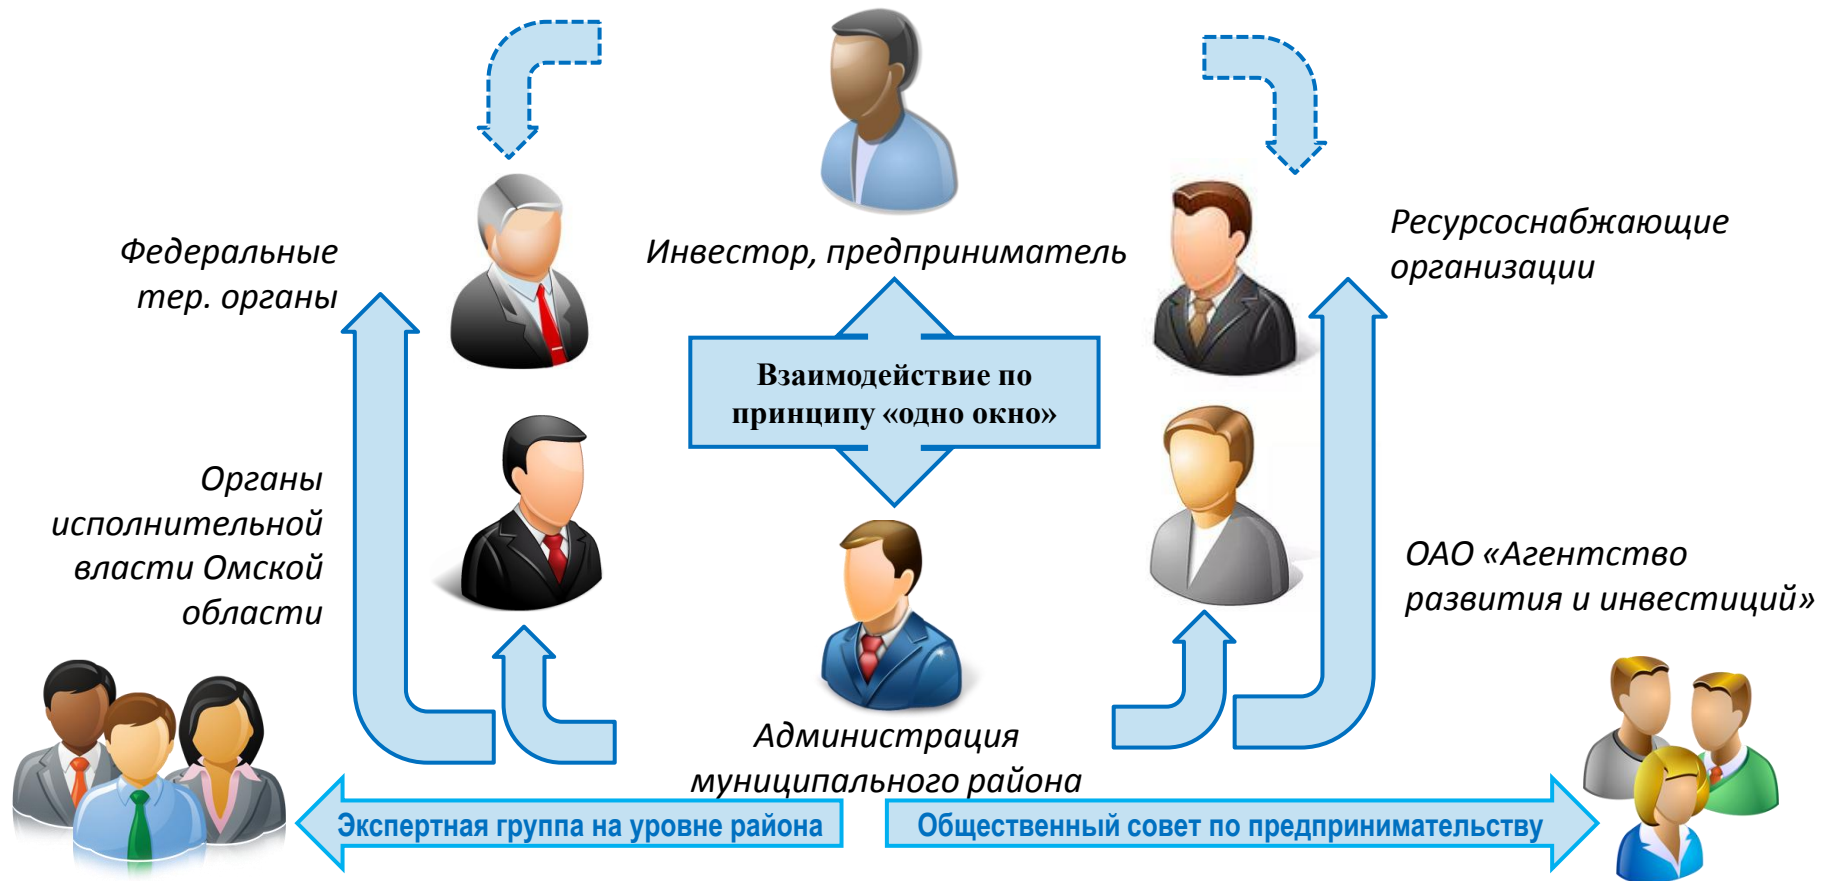 Федеральные
тер. органы
Инвестор, предприниматель
Ресурсоснабжающие
организации
Взаимодействие по
принципу «одно окно»
Органы
исполнительной
власти Омской
области
ОАО «Агентство
развития и инвестиций»
Администрация
муниципального района
Экспертная группа на уровне района
Общественный совет по предпринимательству